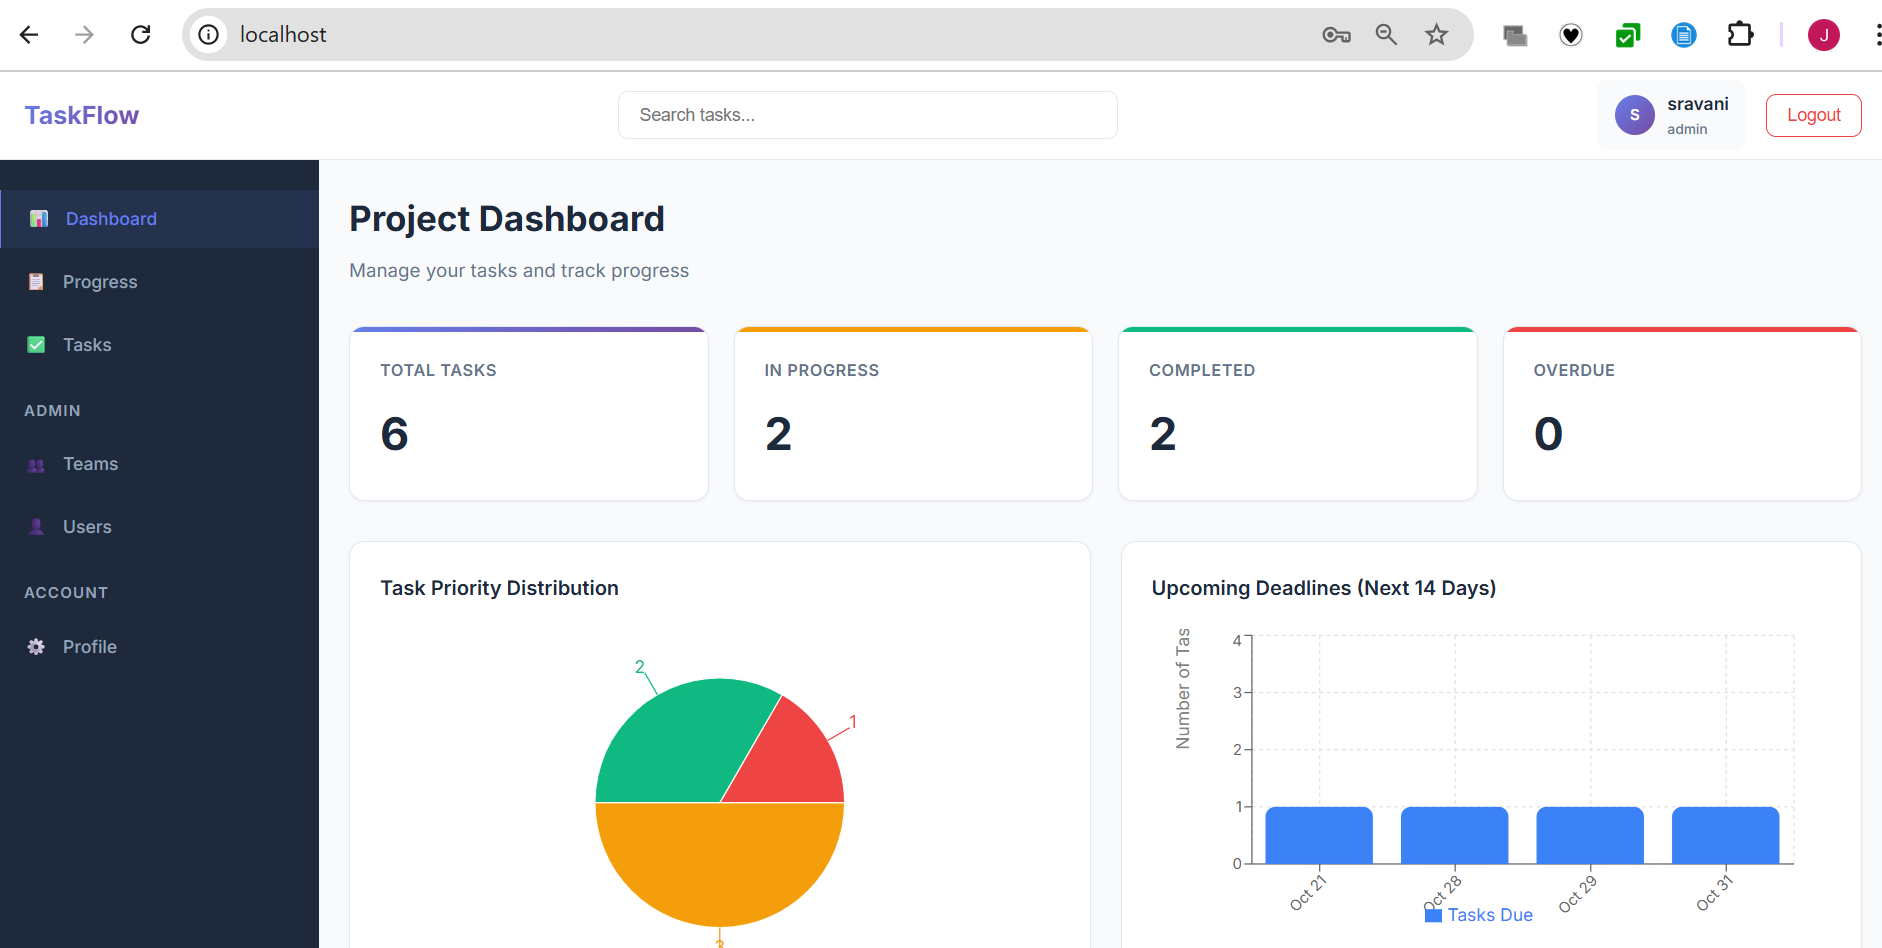 localhost
J
TaskFlow
Search tasks...
S
sravani
admin
Logout
Dashboard
Progress
Tasks
ADMIN
Teams
Users
ACCOUNT
Profile
Project Dashboard
Manage your tasks and track progress
TOTAL TASKS
6
IN PROGRESS
2
COMPLETED
2
OVERDUE
0
Task Priority Distribution
2
1
3
Upcoming Deadlines (Next 14 Days)
Number of Tas
4
3
2
1
0
Oct 21
Oct 28
Oct 29
Oct 31
Tasks Due